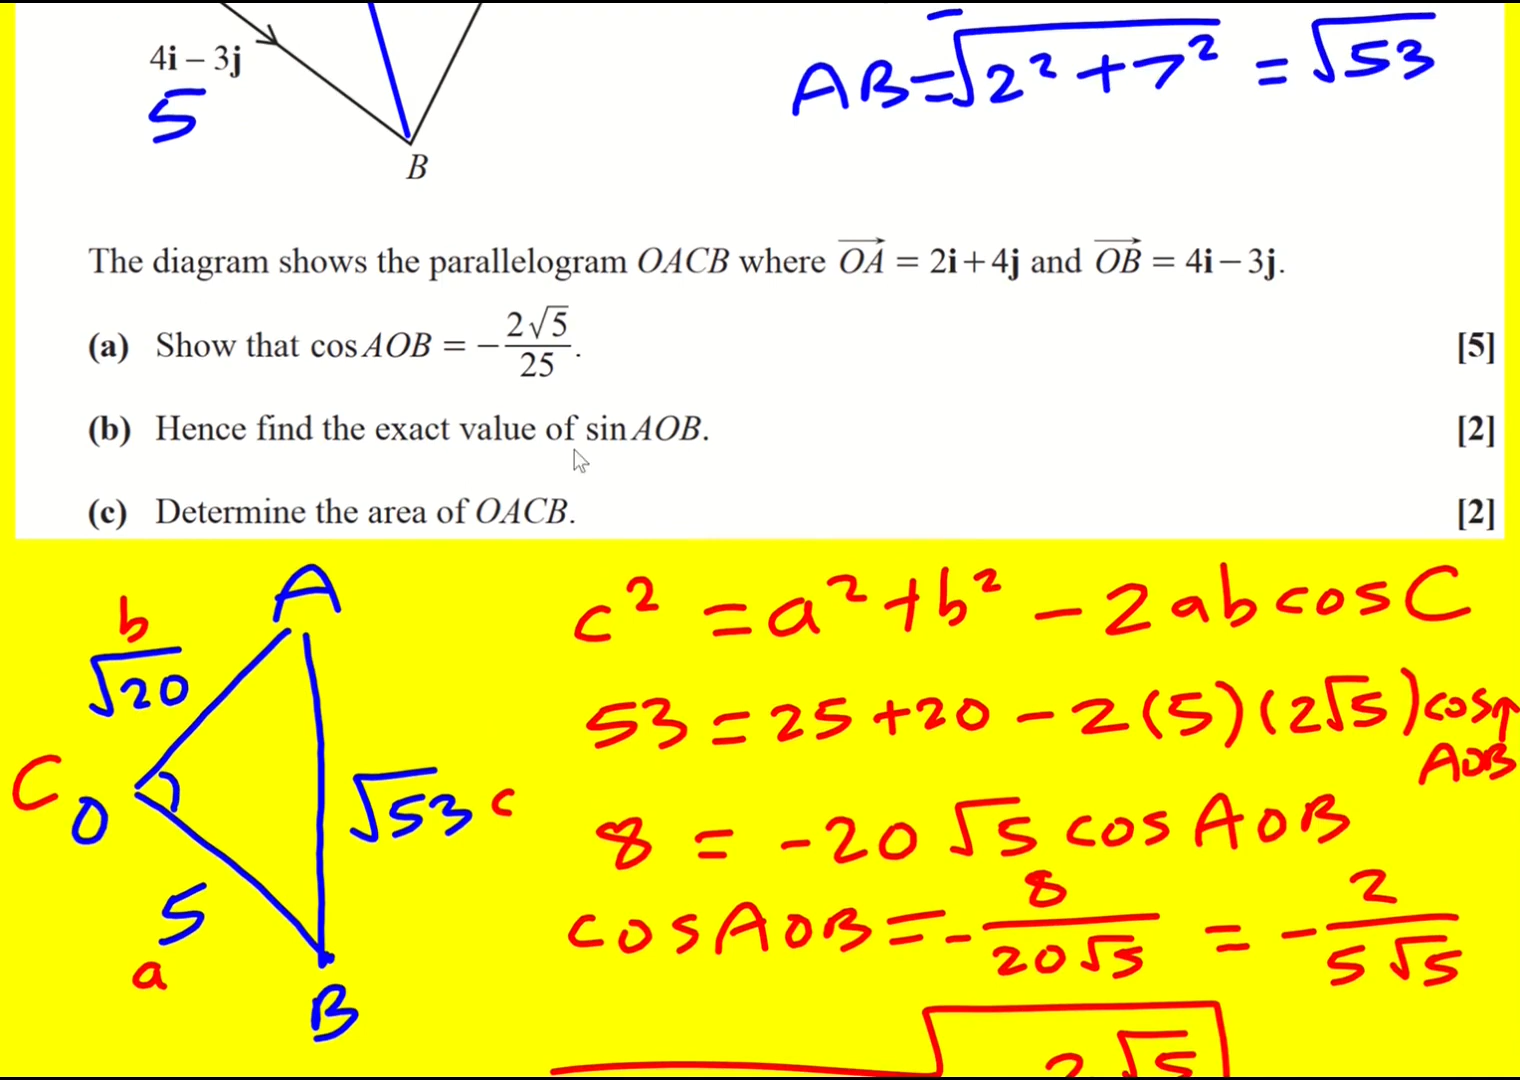 4i – 3j
5
B
AB = √2² + 7² = √53
The diagram shows the parallelogram OACB where OA = 2i + 4j and OB = 4i – 3j.
(a) Show that cos AOB = – 2√5/25. [5]
(b) Hence find the exact value of sin AOB. [2]
(c) Determine the area of OACB. [2]
A
b
√20
C
O
√53 c
5
a
B
c² = a² + b² - 2ab cos C
53 = 25 + 20 - 2(5)(2√5) cos AOB
8 = -20√5 cos AOB
cos AOB = - 8/20√5 = - 2/5√5
2√5